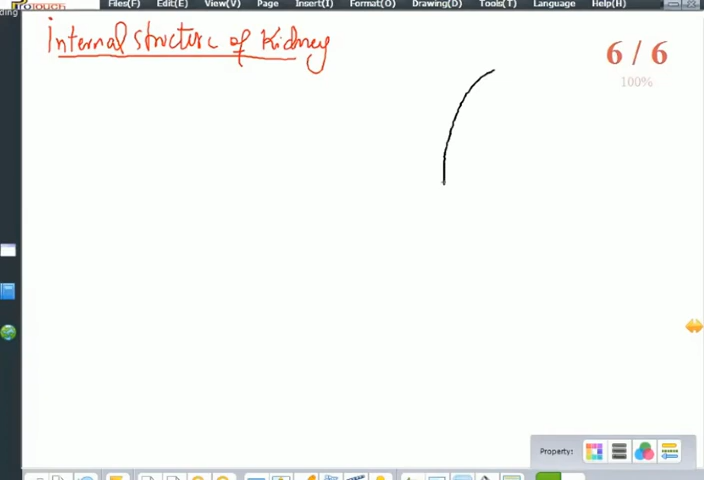 Files(F) Edit(E) View(V) Page Insert(I) Format(O) Drawing(D) Tools(T) Language Help(H)
Internal structure of Kidney
6 / 6
100%
Property: